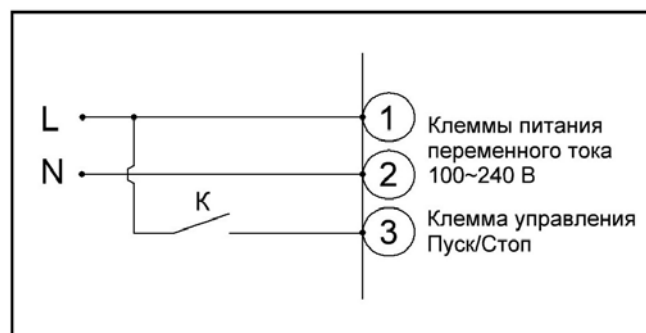 L
1
Клеммы питания
переменного тока
100~240 В
N
2
К
3
Клемма управления
Пуск/Стоп